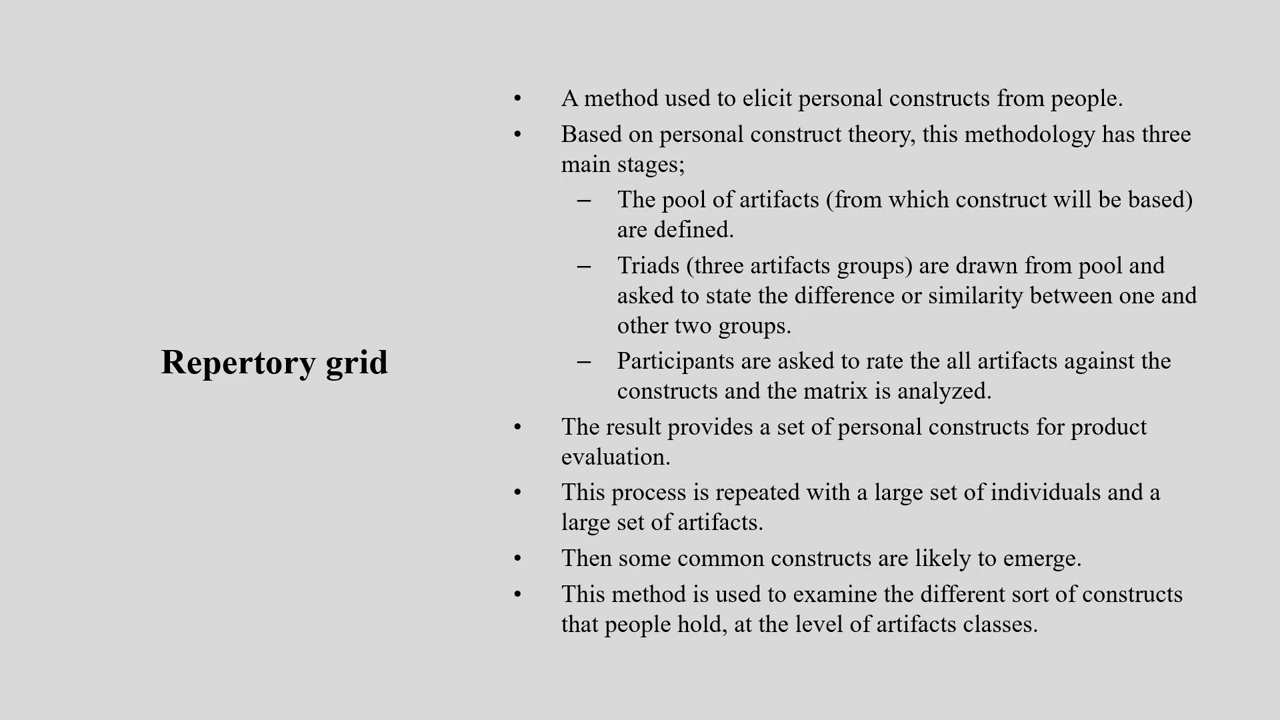 Repertory grid
• A method used to elicit personal constructs from people.
• Based on personal construct theory, this methodology has three
main stages;
– The pool of artifacts (from which construct will be based)
are defined.
– Triads (three artifacts groups) are drawn from pool and
asked to state the difference or similarity between one and
other two groups.
– Participants are asked to rate the all artifacts against the
constructs and the matrix is analyzed.
• The result provides a set of personal constructs for product
evaluation.
• This process is repeated with a large set of individuals and a
large set of artifacts.
• Then some common constructs are likely to emerge.
• This method is used to examine the different sort of constructs
that people hold, at the level of artifacts classes.